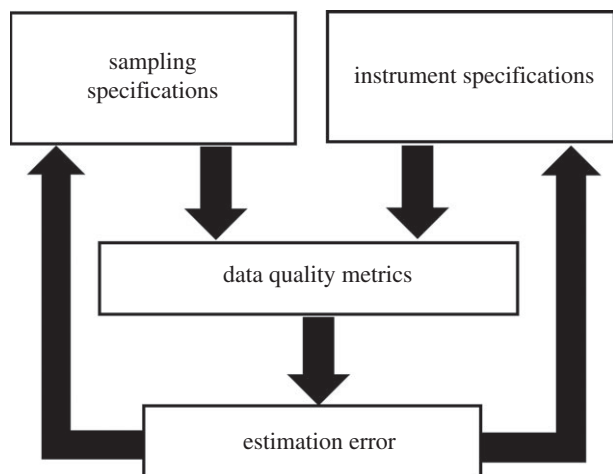 sampling
specifications
instrument specifications
data quality metrics
estimation error